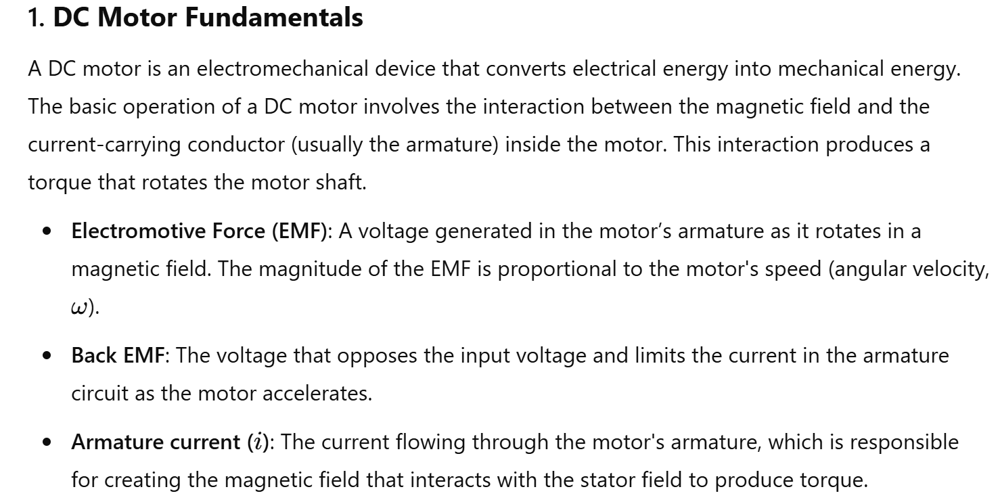 1. DC Motor Fundamentals
A DC motor is an electromechanical device that converts electrical energy into mechanical energy.
The basic operation of a DC motor involves the interaction between the magnetic field and the
current-carrying conductor (usually the armature) inside the motor. This interaction produces a
torque that rotates the motor shaft.
• Electromotive Force (EMF): A voltage generated in the motor’s armature as it rotates in a
magnetic field. The magnitude of the EMF is proportional to the motor's speed (angular velocity,
ω).
• Back EMF: The voltage that opposes the input voltage and limits the current in the armature
circuit as the motor accelerates.
• Armature current (i): The current flowing through the motor's armature, which is responsible
for creating the magnetic field that interacts with the stator field to produce torque.